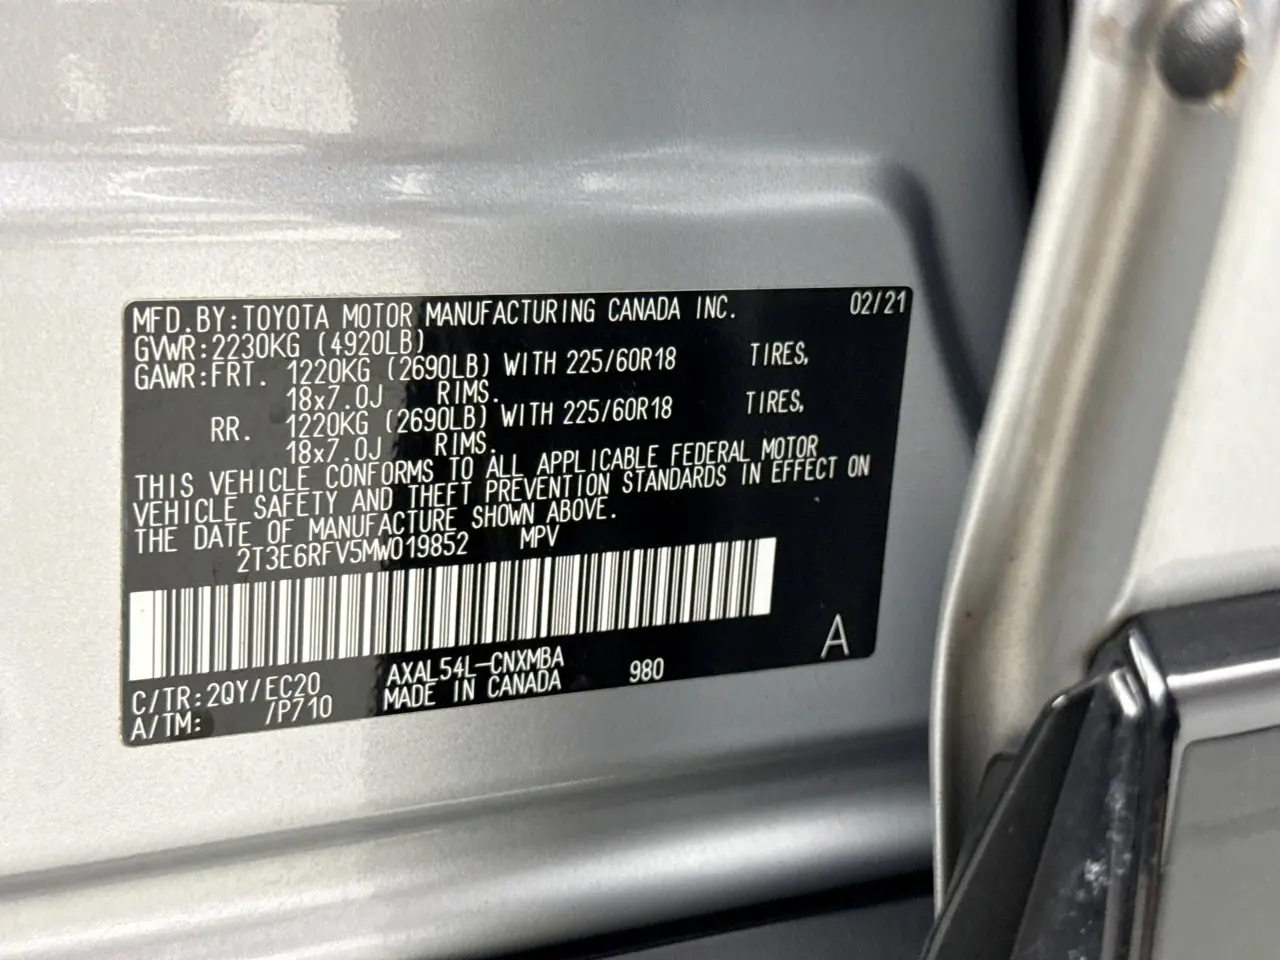 MFD.BY:TOYOTA MOTOR MANUFACTURING CANADA INC. 02/21
GVWR:2230KG (4920LB)
GAWR:FRT. 1220KG (2690LB) WITH 225/60R18 TIRES,
18x7.0J RIMS.
RR. 1220KG (2690LB) WITH 225/60R18 TIRES,
18x7.0J RIMS.
THIS VEHICLE CONFORMS TO ALL APPLICABLE FEDERAL MOTOR
VEHICLE SAFETY AND THEFT PREVENTION STANDARDS IN EFFECT ON
THE DATE OF MANUFACTURE SHOWN ABOVE.
2T3E6RFV5MW019852 MPV
A
AXAL54L-CNXMBA 980
C/TR:2QY/EC20 MADE IN CANADA
A/TM: /P710